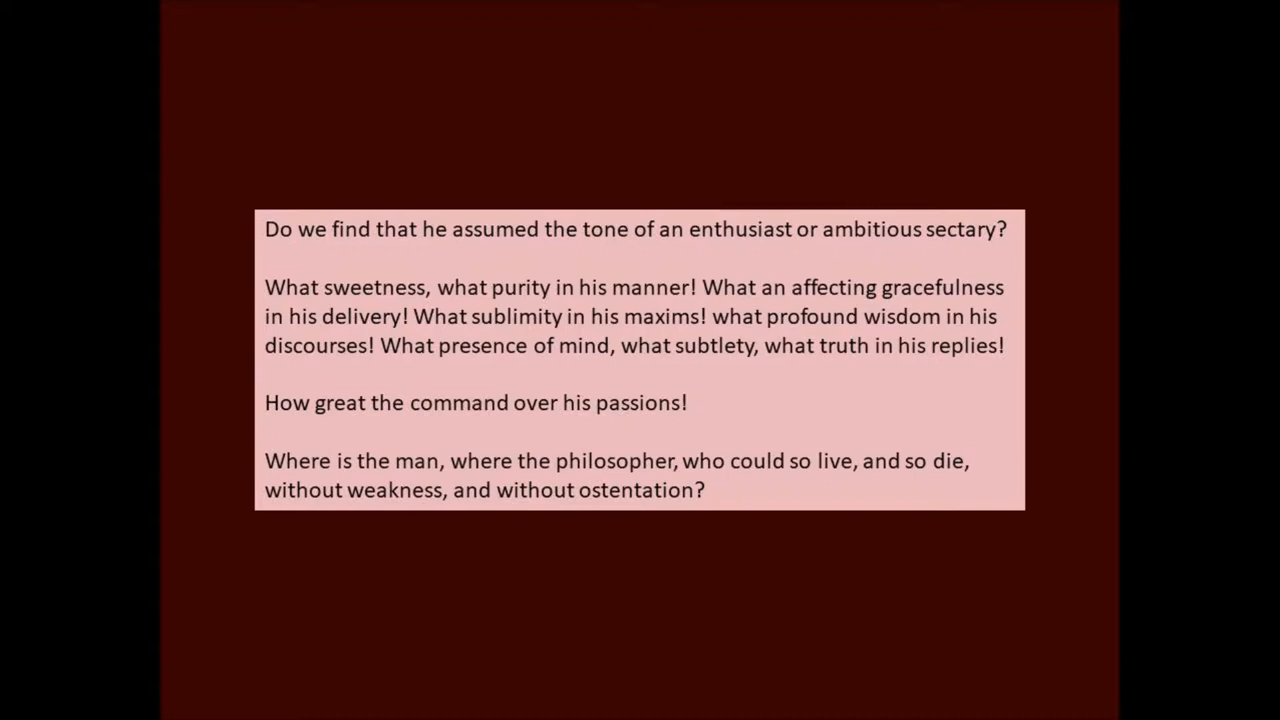 Do we find that he assumed the tone of an enthusiast or ambitious sectary?
What sweetness, what purity in his manner! What an affecting gracefulness
in his delivery! What sublimity in his maxims! what profound wisdom in his
discourses! What presence of mind, what subtlety, what truth in his replies!
How great the command over his passions!
Where is the man, where the philosopher, who could so live, and so die,
without weakness, and without ostentation?